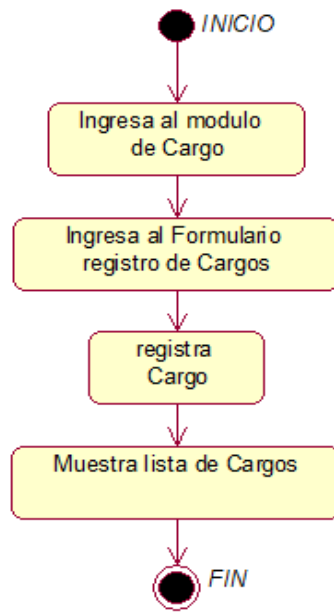 INICIO
Ingresa al modulo
de Cargo
Ingresa al Formulario
registro de Cargos
registra
Cargo
Muestra lista de Cargos
FIN